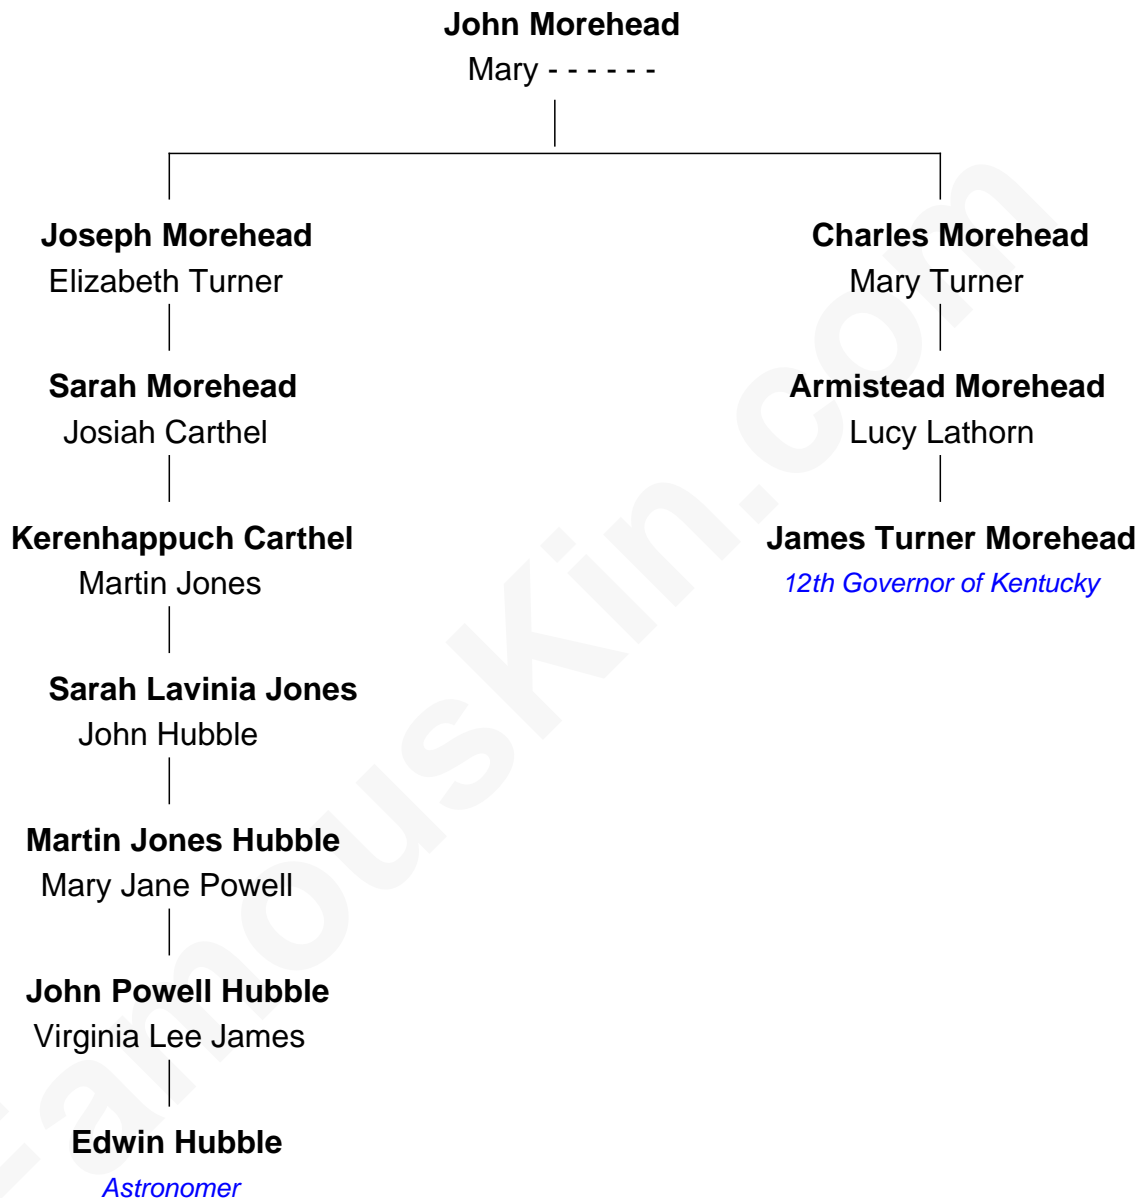 John Morehead
Mary - - - - - -
Joseph Morehead
Elizabeth Turner
Charles Morehead
Mary Turner
Sarah Morehead
Josiah Carthel
Armistead Morehead
Lucy Lathorn
Kerenhappuch Carthel
Martin Jones
James Turner Morehead
12th Governor of Kentucky
Sarah Lavinia Jones
John Hubble
Martin Jones Hubble
Mary Jane Powell
John Powell Hubble
Virginia Lee James
Edwin Hubble
Astronomer
FamousKin.com